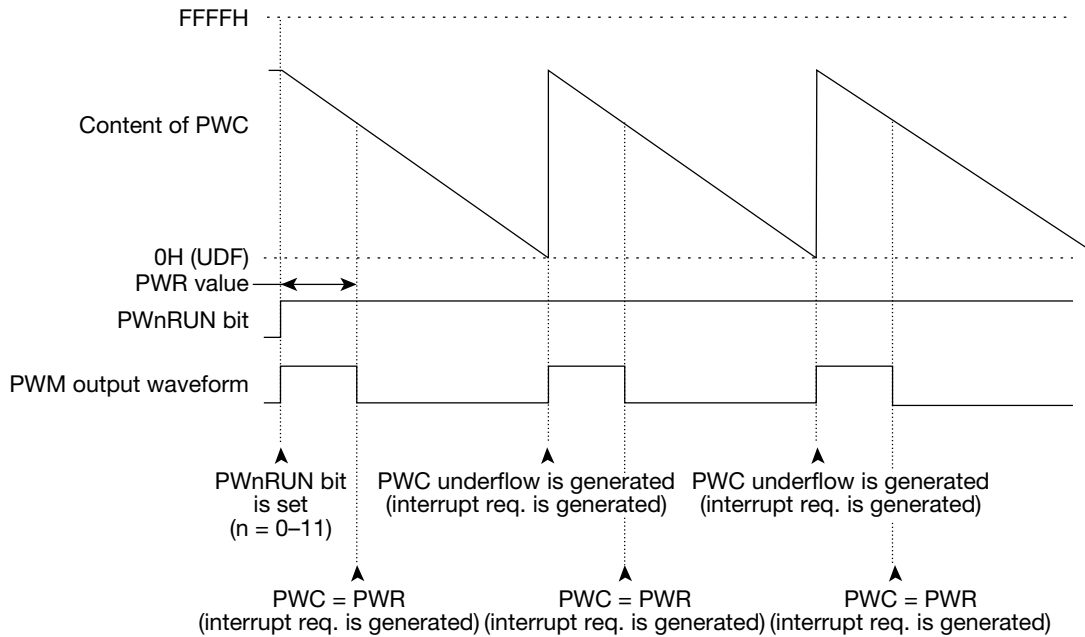 FFFFH
Content of PWC
0H (UDF)
PWR value
PWnRUN bit
PWM output waveform
PWnRUN bit
is set
(n = 0–11)
PWC underflow is generated
(interrupt req. is generated)
PWC underflow is generated
(interrupt req. is generated)
PWC = PWR
(interrupt req. is generated)
PWC = PWR
(interrupt req. is generated)
PWC = PWR
(interrupt req. is generated)